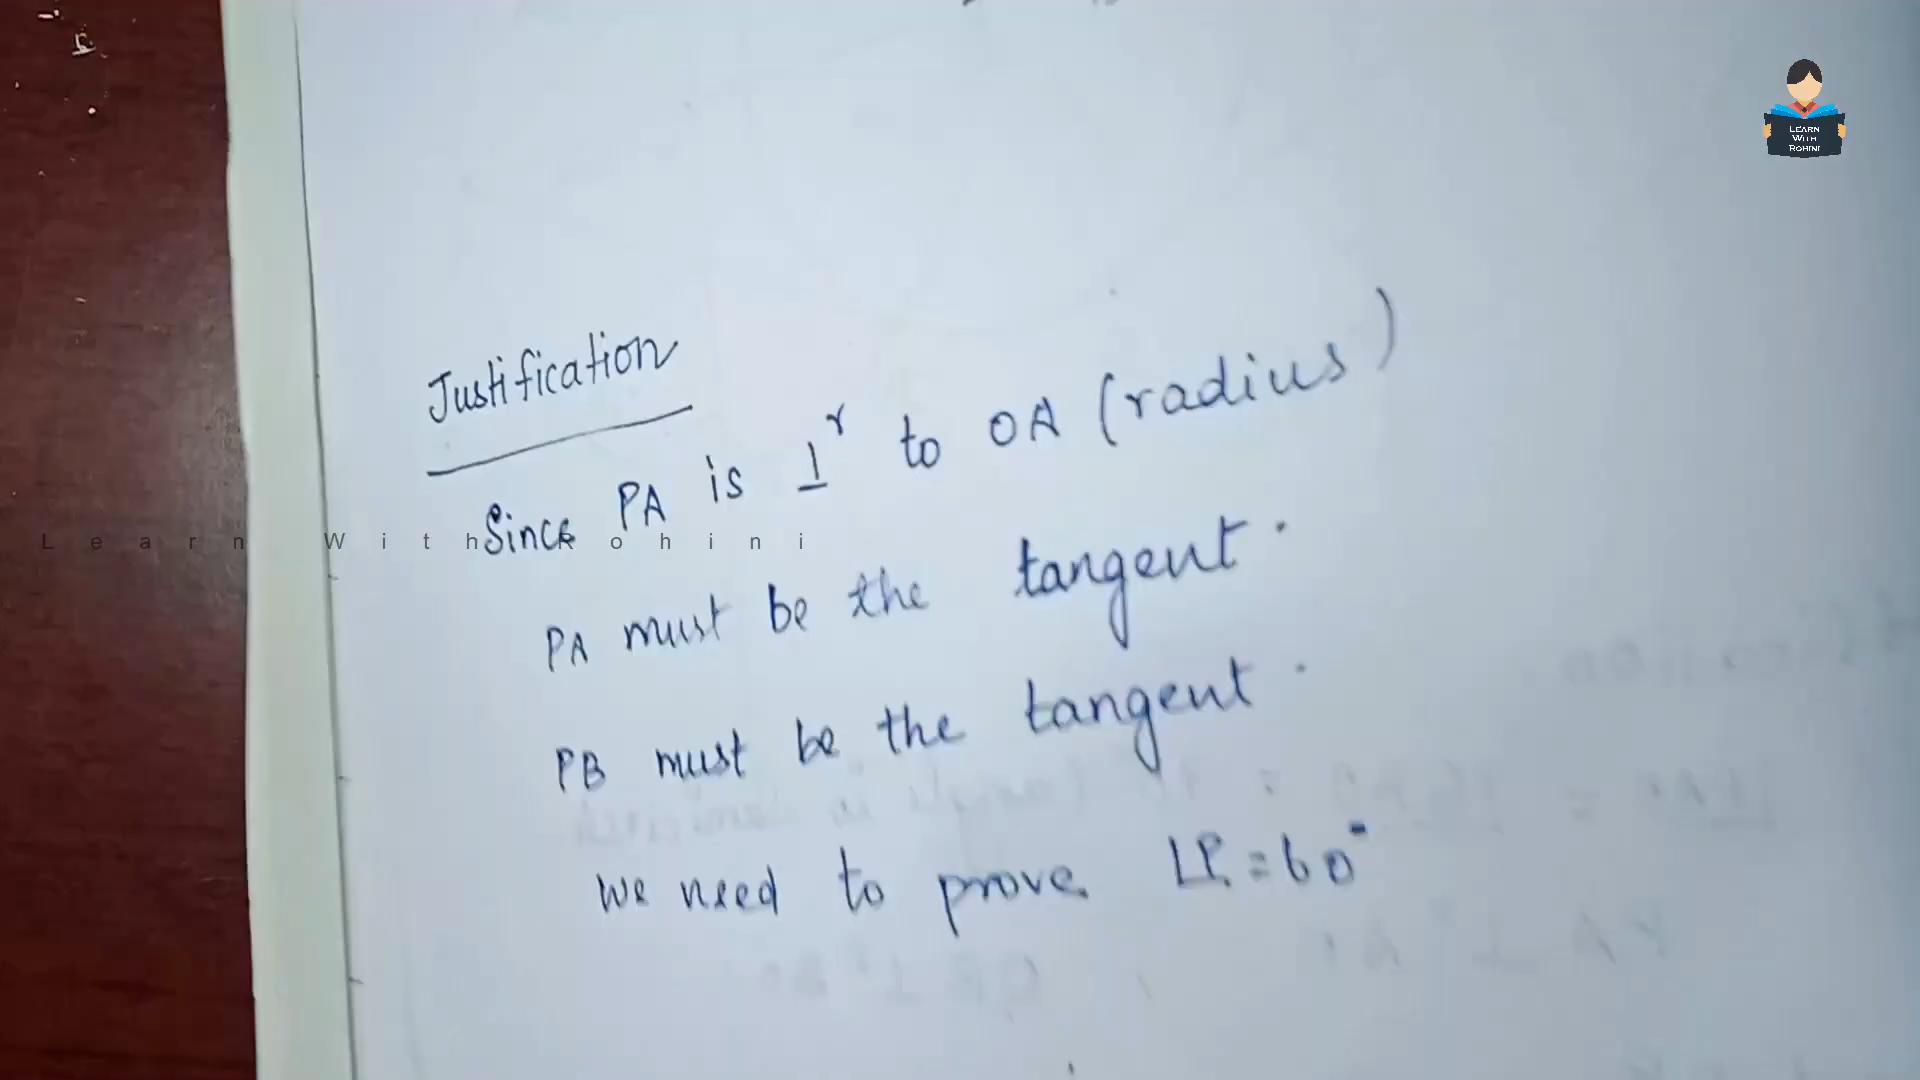 LEARN
WITH
ROHINI
Justification
Since PA is ⊥ʳ to OA (radius)
Learn With Rohini
PA must be the tangent.
PB must be the tangent.
We need to prove ∠P = 60°